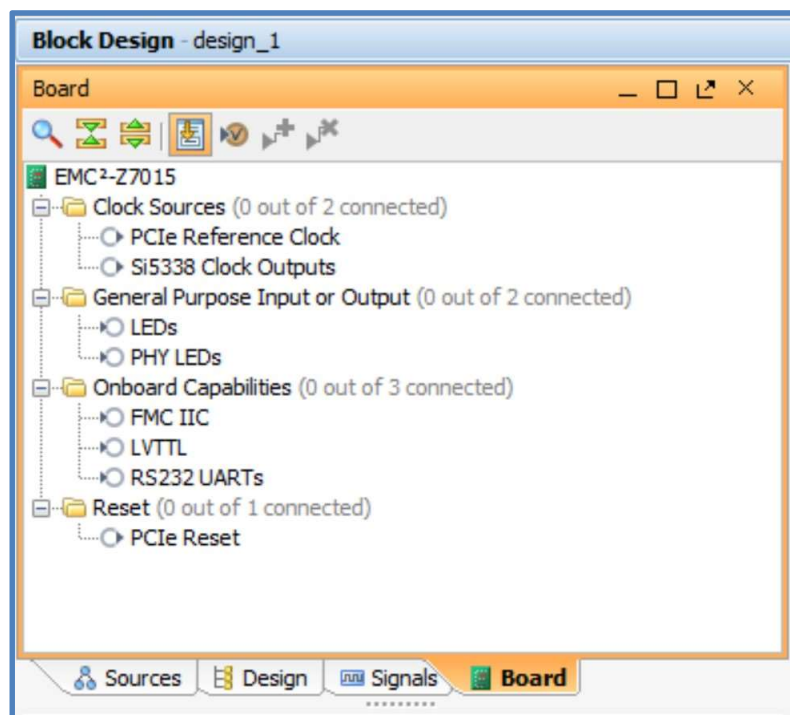 Block Design - design_1
Board
EMC²-Z7015
Clock Sources (0 out of 2 connected)
PCIe Reference Clock
Si5338 Clock Outputs
General Purpose Input or Output (0 out of 2 connected)
LEDs
PHY LEDs
Onboard Capabilities (0 out of 3 connected)
FMC IIC
LVTTL
RS232 UARTs
Reset (0 out of 1 connected)
PCIe Reset
Sources Design Signals Board